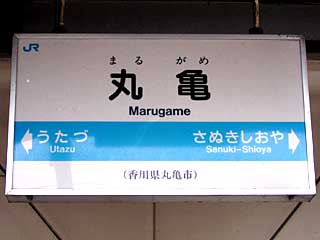 JR
まるがめ
丸亀
Marugame
うたづ さぬきしおや
Utazu Sanuki-Shioya
(香川県丸亀市)